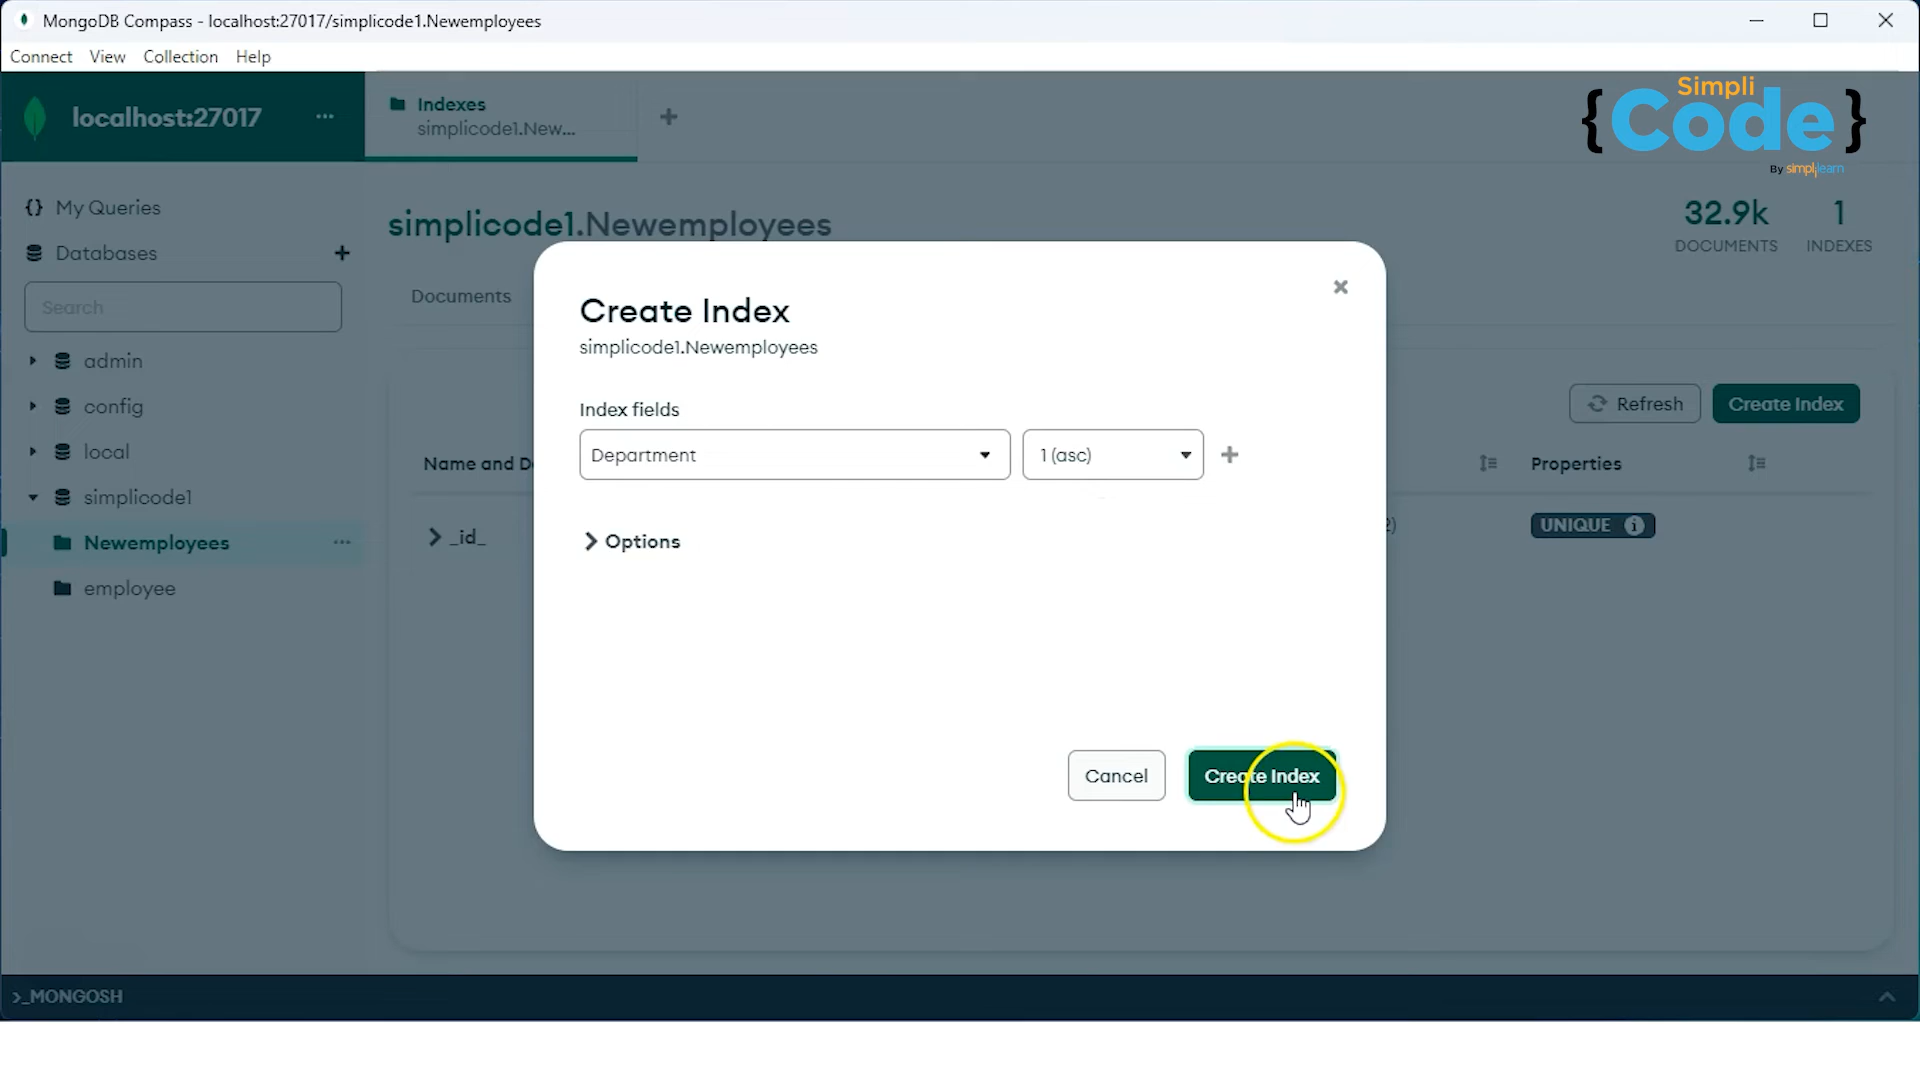 MongoDB Compass - localhost:27017/simplicode1.Newemployees
Connect View Collection Help
localhost:27017 ...
Indexes
simplicode1.New...
+
Simpli
{Code}
By simplilearn
{} My Queries
Databases +
Search
admin
config
local
simplicode1
Newemployees ...
employee
simplicode1.Newemployees
32.9k
DOCUMENTS
1
INDEXES
Documents
Refresh
Create Index
Name and D
Properties
_id_
2)
UNIQUE i
Create Index
simplicode1.Newemployees
Index fields
Department
1 (asc)
+
Options
Cancel
Create Index
>_MONGOSH